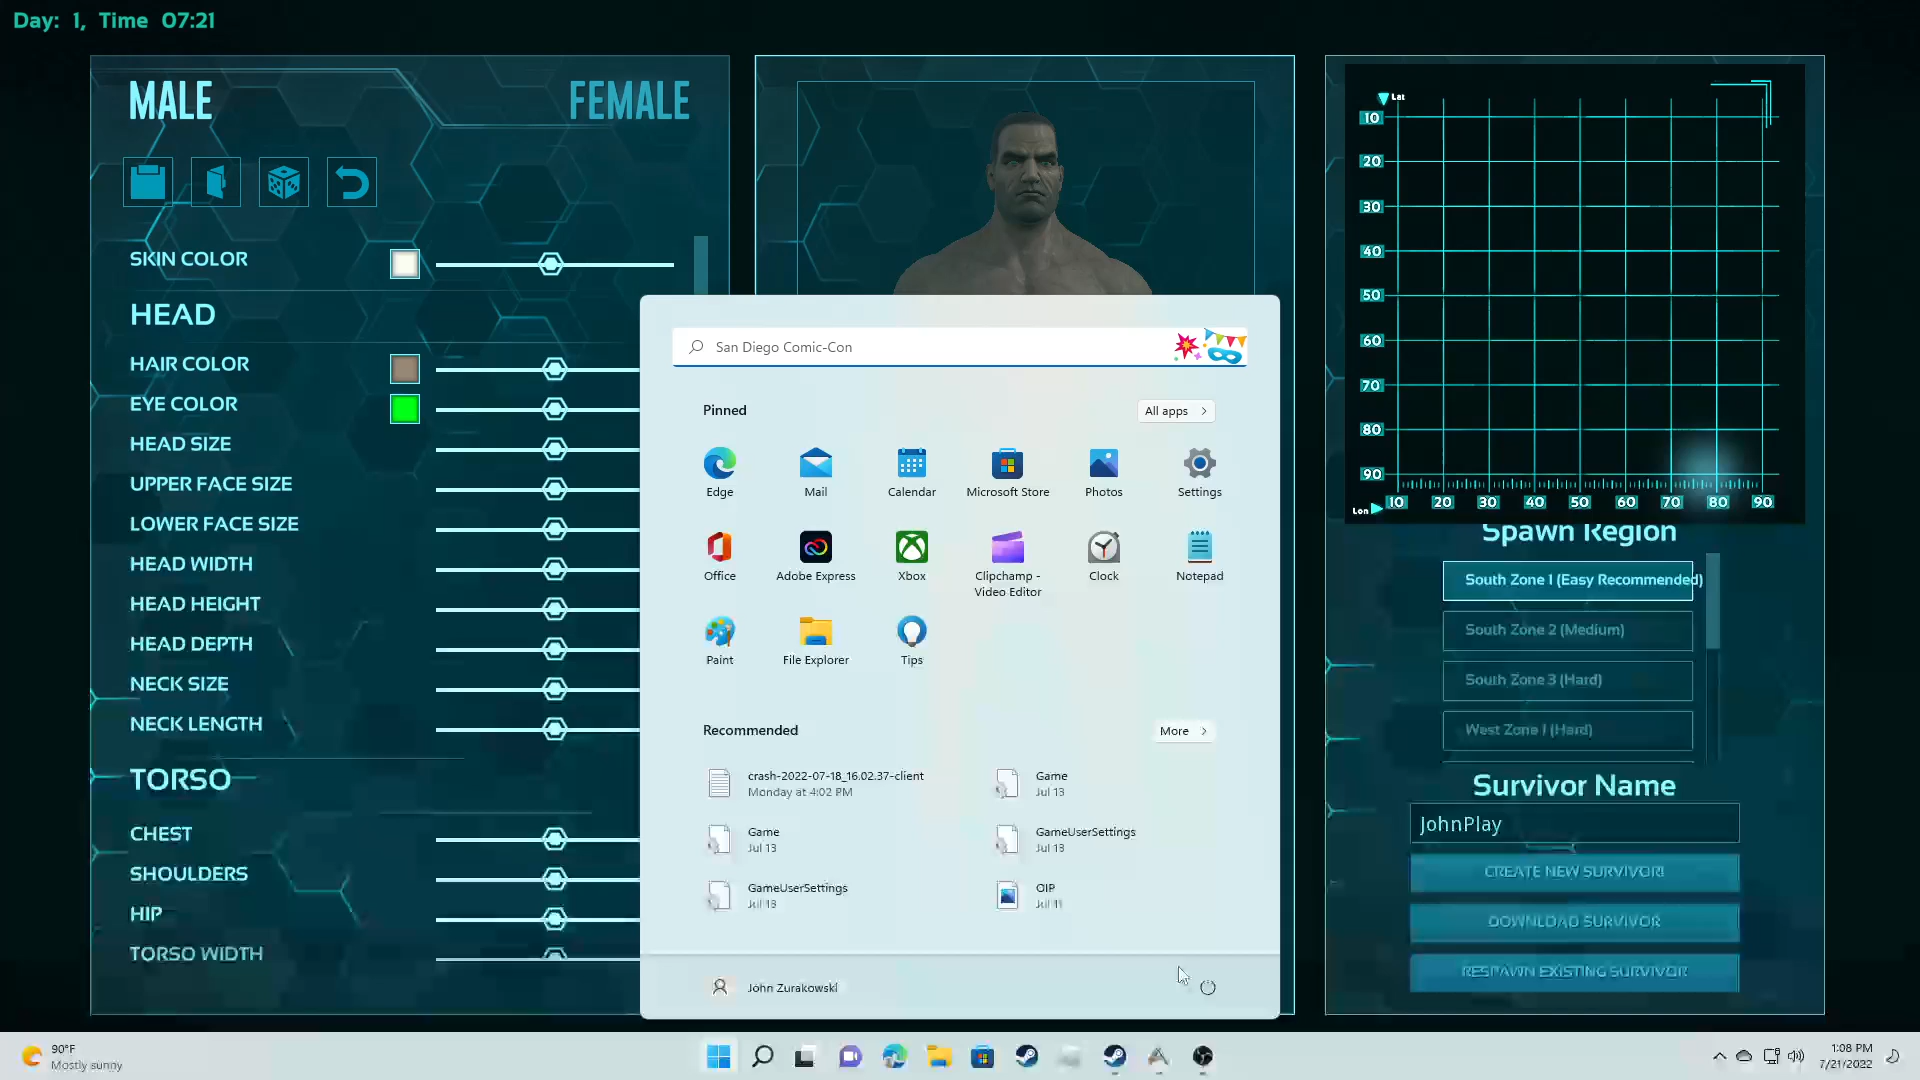 Day: 1, Time 07:21
MALE
FEMALE
SKIN COLOR
HEAD
HAIR COLOR
EYE COLOR
HEAD SIZE
UPPER FACE SIZE
LOWER FACE SIZE
HEAD WIDTH
HEAD HEIGHT
HEAD DEPTH
NECK SIZE
NECK LENGTH
TORSO
CHEST
SHOULDERS
HIP
TORSO WIDTH
San Diego Comic-Con
Pinned
All apps
Edge
Mail
Calendar
Microsoft Store
Photos
Settings
Office
Adobe Express
Xbox
Clipchamp -
Video Editor
Clock
Notepad
Paint
File Explorer
Tips
Recommended
More
crash-2022-07-18_16.02.37-client
Monday at 4:02 PM
Game
Jul 13
Game
Jul 13
GameUserSettings
Jul 13
GameUserSettings
Jul 13
OIP
Jul 11
John Zurakowski
Lat
10
20
30
40
50
60
70
80
90
Lon
10 20 30 40 50 60 70 80 90
Spawn Region
South Zone 1 (Easy Recommended)
South Zone 2 (Medium)
South Zone 3 (Hard)
West Zone 1 (Hard)
Survivor Name
JohnPlay
CREATE NEW SURVIVOR!
DOWNLOAD SURVIVOR
RESPAWN EXISTING SURVIVOR
90°F
Mostly sunny
1:08 PM
7/21/2022